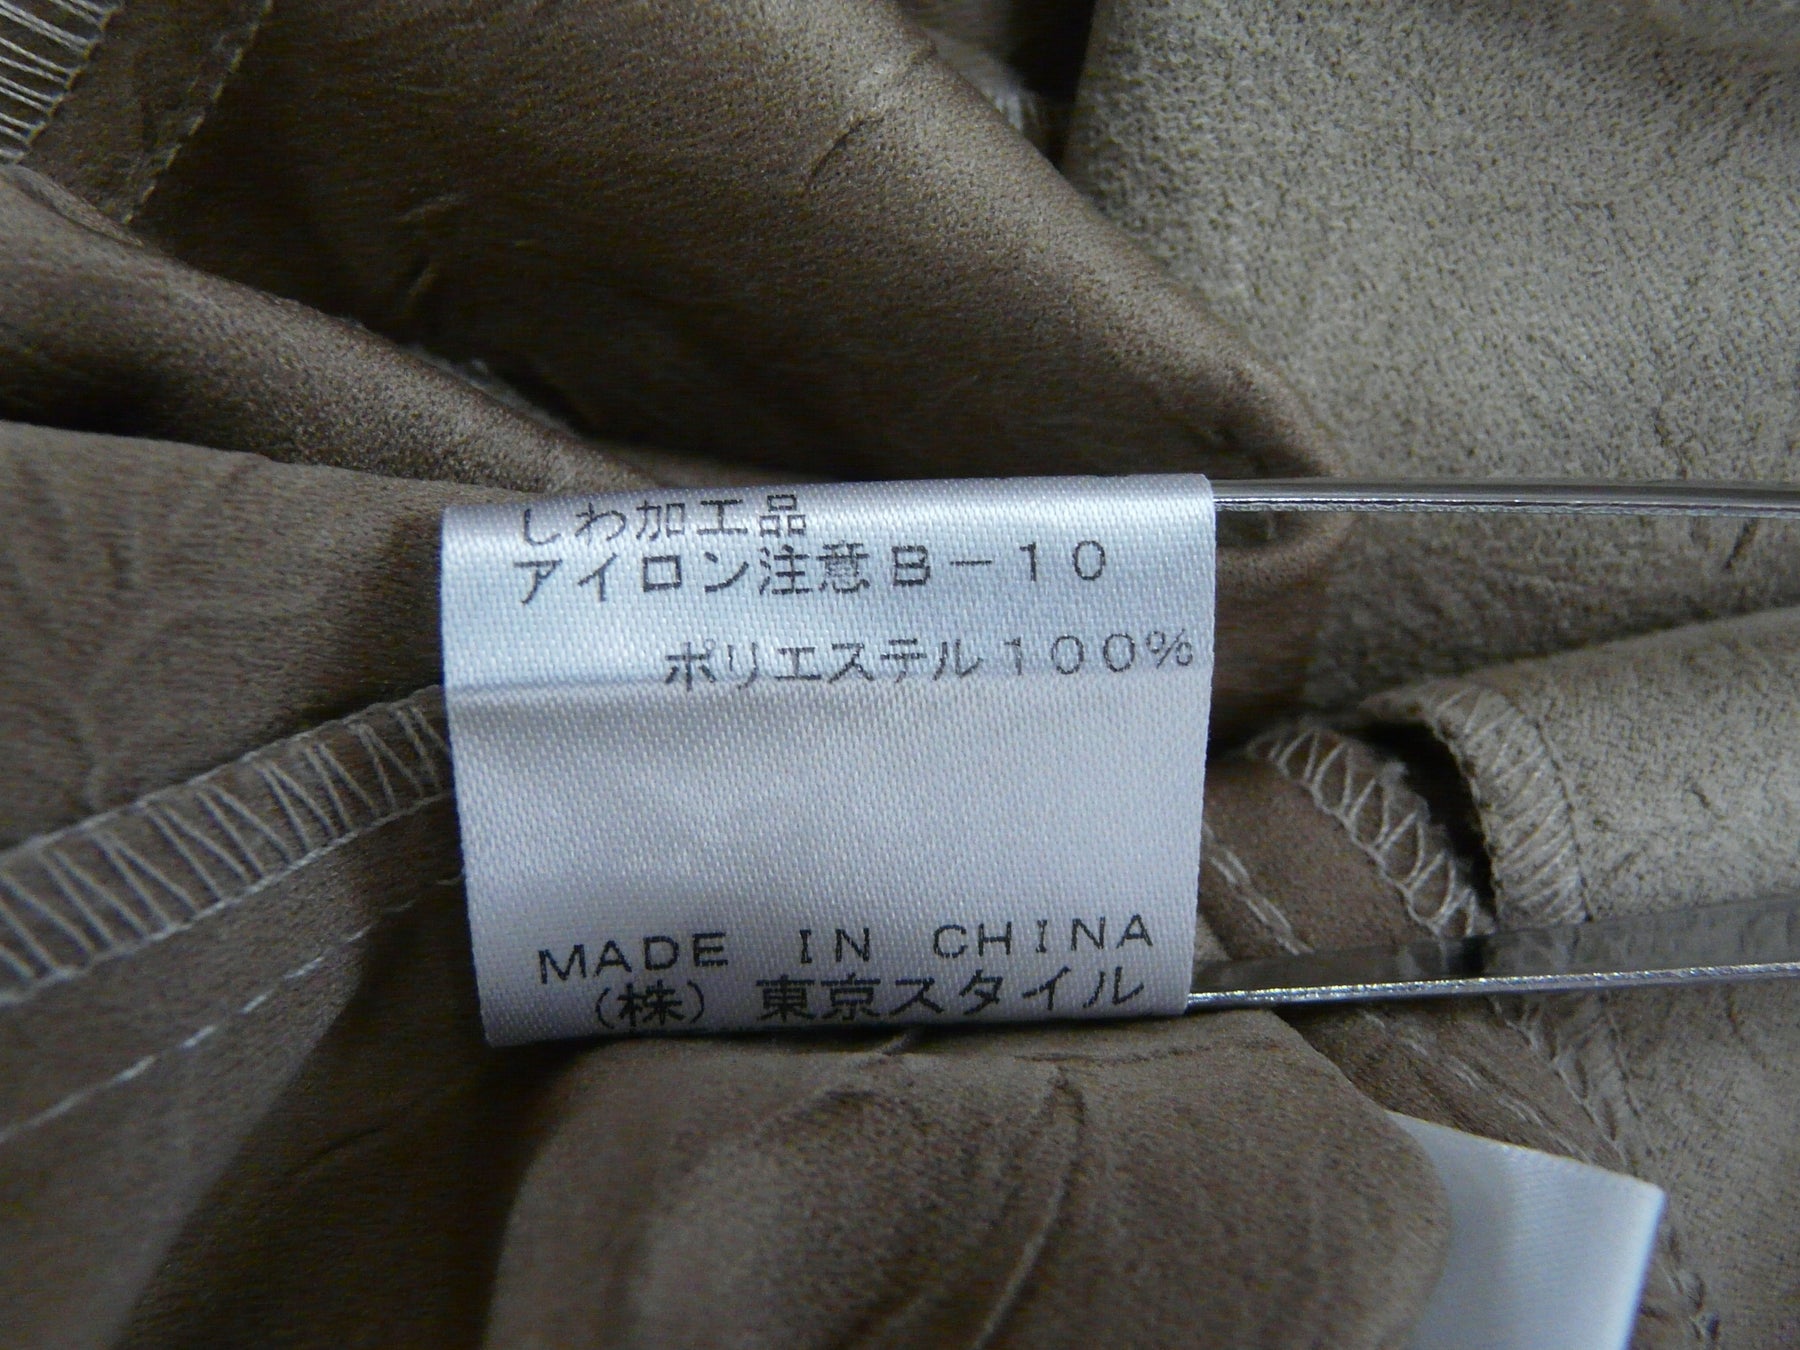 しわ加工品
アイロン注意Ｂ－１０
ポリエステル１００％
ＭＡＤＥ　ＩＮ　ＣＨＩＮＡ
（株）　東京スタイル